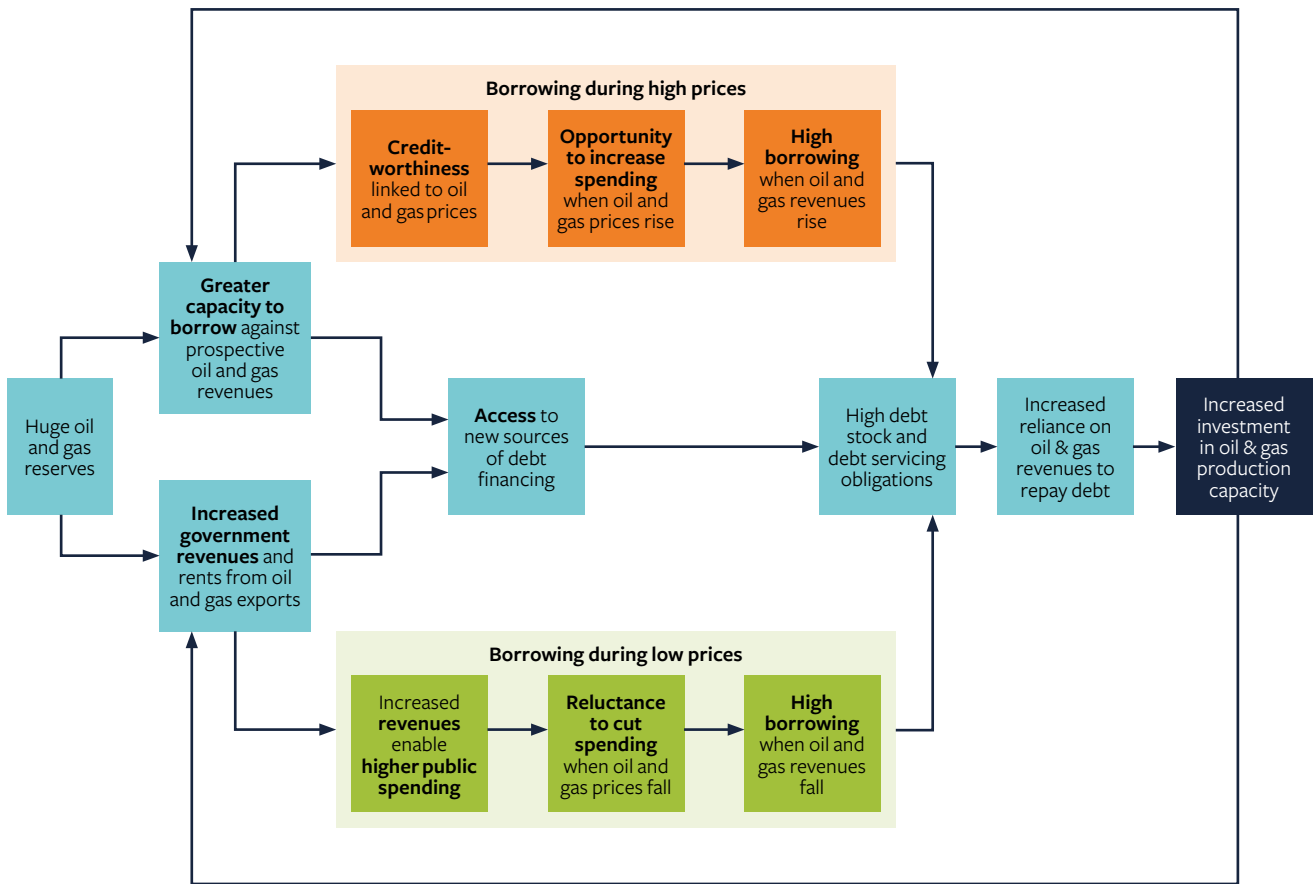 Borrowing during high prices
Credit-
worthiness
linked to oil
and gas prices
Opportunity
to increase
spending
when oil and
gas prices rise
High
borrowing
when oil and
gas revenues
rise
Greater
capacity to
borrow against
prospective
oil and gas
revenues
Huge oil
and gas
reserves
Increased
government
revenues and
rents from oil
and gas exports
Access to
new sources
of debt
financing
High debt
stock and
debt servicing
obligations
Increased
reliance on
oil & gas
revenues to
repay debt
Increased
investment
in oil & gas
production
capacity
Borrowing during low prices
Increased
revenues
enable
higher public
spending
Reluctance
to cut
spending
when oil and
gas prices fall
High
borrowing
when oil and
gas revenues
fall